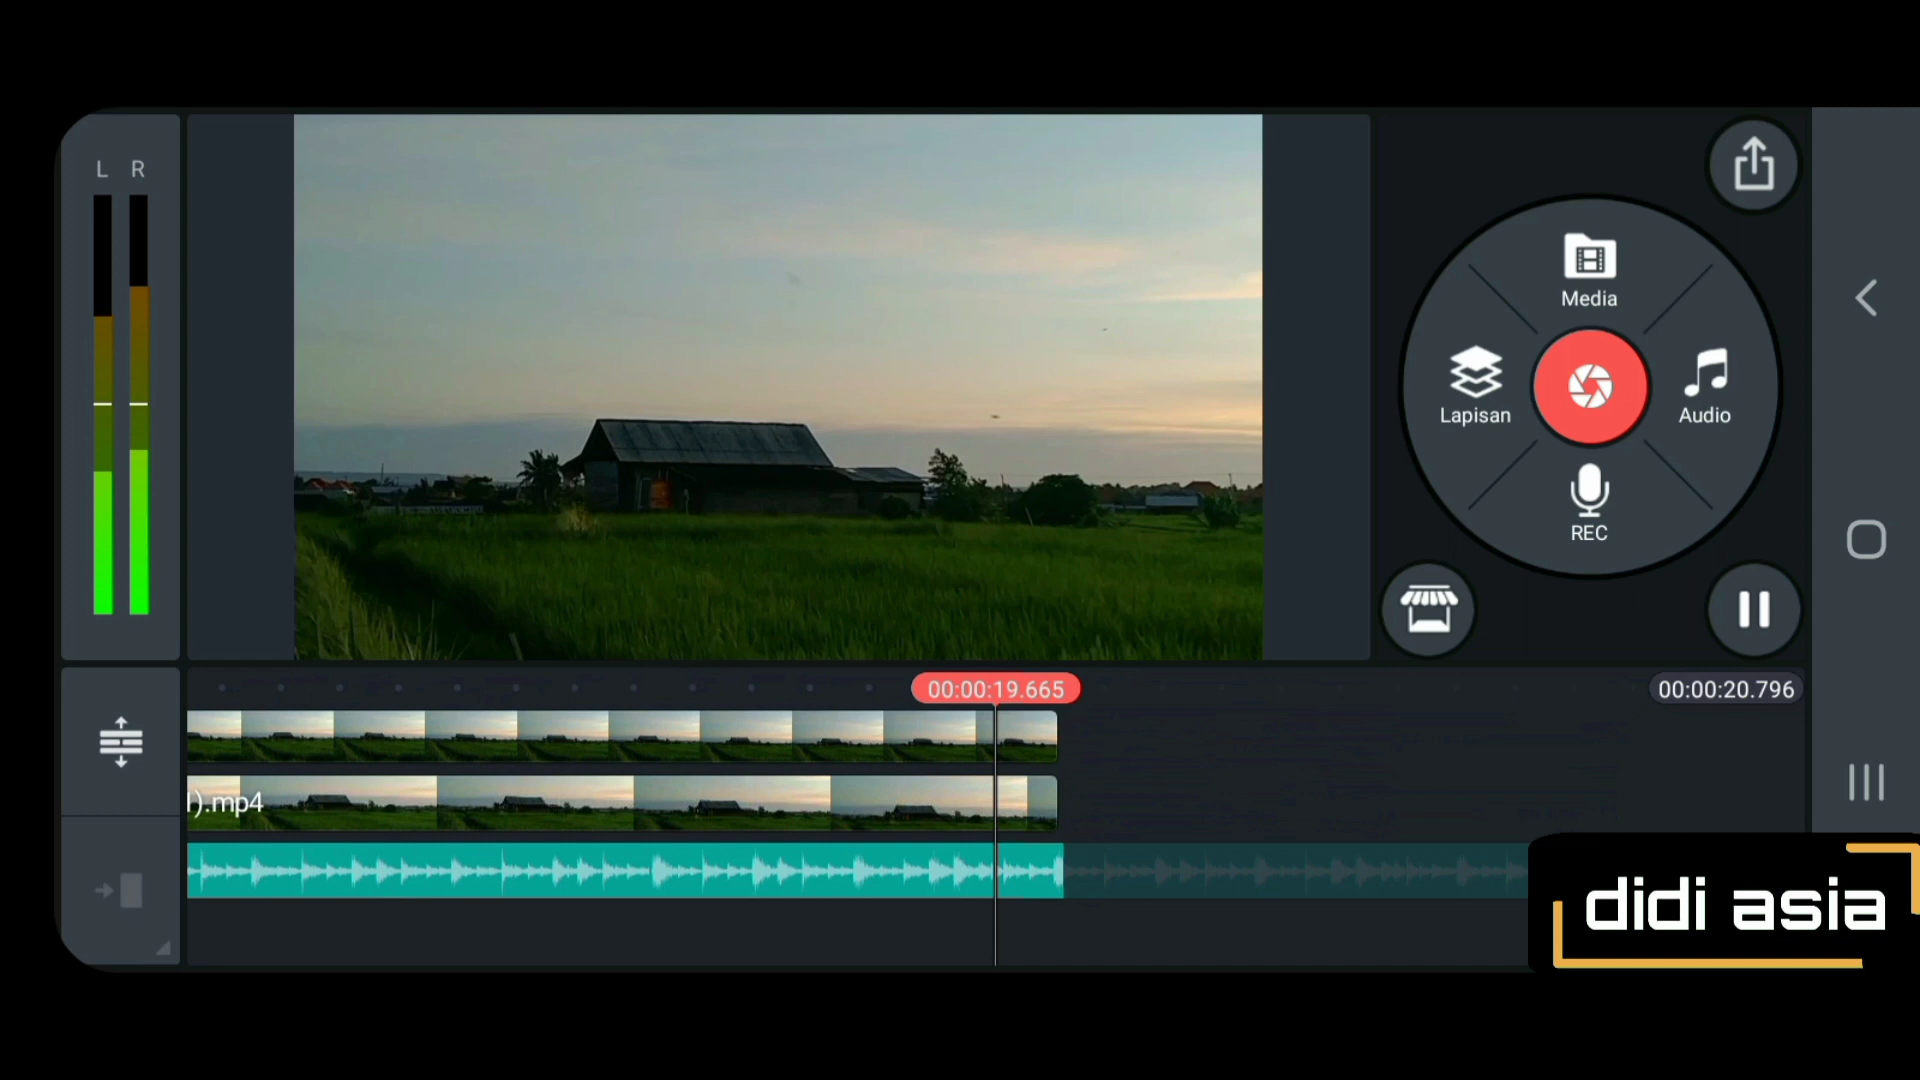 L R
Media
Lapisan
Audio
REC
00:00:19.665
00:00:20.796
).mp4
didi asia